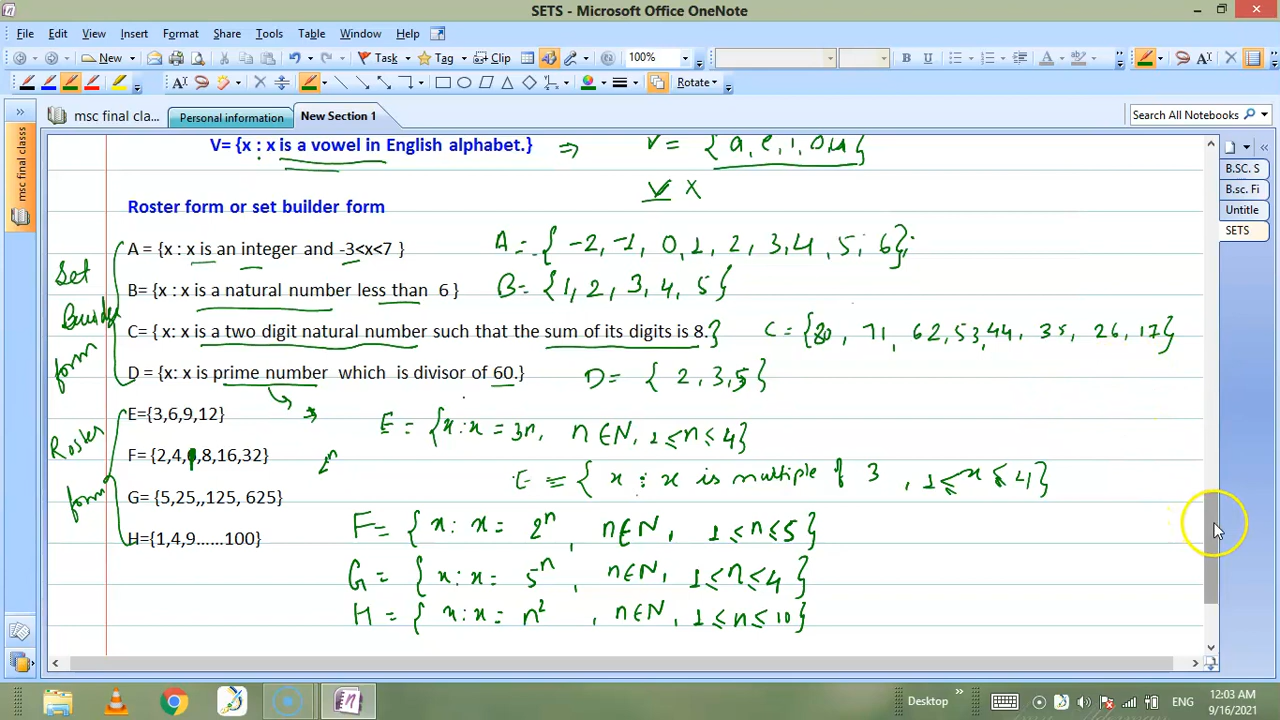 SETS - Microsoft Office OneNote
File Edit View Insert Format Share Tools Table Window Help
New Task Tag Clip 100% B I U abc
Rotate
msc final cla... Personal information New Section 1 Search All Notebooks
msc final classs
B.SC. S
B.sc. Fi
Untitle
SETS
V= {x : x is a vowel in English alphabet.} ⇒ V = {a, e, i, o, u}
X
Roster form or set builder form
Set Builder form
A = {x : x is an integer and -3<x<7 } A = { -2, -1, 0, 1, 2, 3, 4, 5, 6};
B= {x : x is a natural number less than 6 } B = {1, 2, 3, 4, 5}
C= { x: x is a two digit natural number such that the sum of its digits is 8.} C = {80, 71, 62, 53, 44, 35, 26, 17}
D = {x: x is prime number which is divisor of 60.} D = { 2, 3, 5}
Roster form
E={3,6,9,12} E = {x : x = 3n, n ∈ N, 1 ≤ n ≤ 4}
F= {2,4,,8,16,32} 2ⁿ
E = { x : x is multiple of 3 , 1 ≤ x ≤ 4}
G= {5,25,,125, 625}
F = { x : x = 2ⁿ, n ∈ N, 1 ≤ n ≤ 5}
H={1,4,9......100}
G = { x : x = 5ⁿ, n ∈ N, 1 ≤ n ≤ 4}
H = { x : x = n², n ∈ N, 1 ≤ n ≤ 10}
Desktop » ENG 12:03 AM
9/16/2021